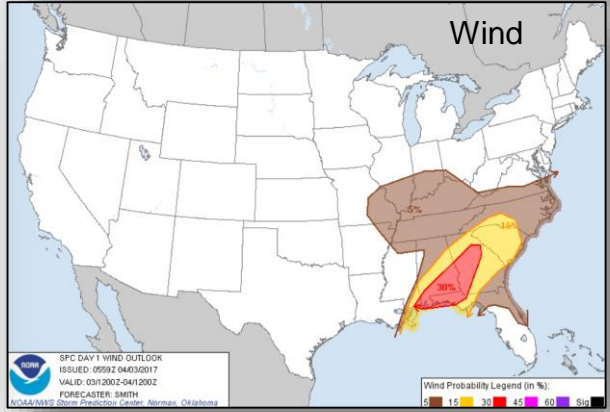 Wind
5%
15%
30%
NOAA
SPC DAY 1 WIND OUTLOOK
ISSUED: 0559Z 04/03/2017
VALID: 03/1200Z-04/1200Z
FORECASTER: SMITH
NOAA/NWS Storm Prediction Center, Norman, Oklahoma
Wind Probability Legend (in %):
5 15 30 45 60 Sig